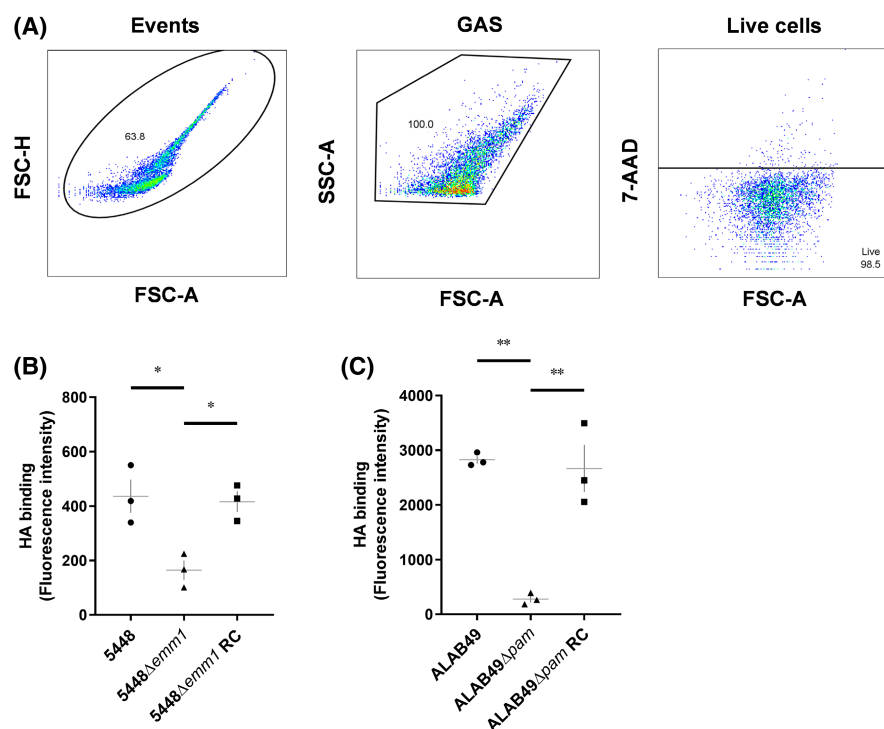 (A)
Events
GAS
Live cells
FSC-H
63.8
FSC-A
SSC-A
100.0
FSC-A
7-AAD
Live
98.5
FSC-A
(B)
HA binding
(Fluorescence intensity)
800
600
400
200
0
*
*
5448
5448Δemm1
5448Δemm1 RC
(C)
HA binding
(Fluorescence intensity)
4000
3000
2000
1000
0
**
**
ALAB49
ALAB49Δpam
ALAB49Δpam RC